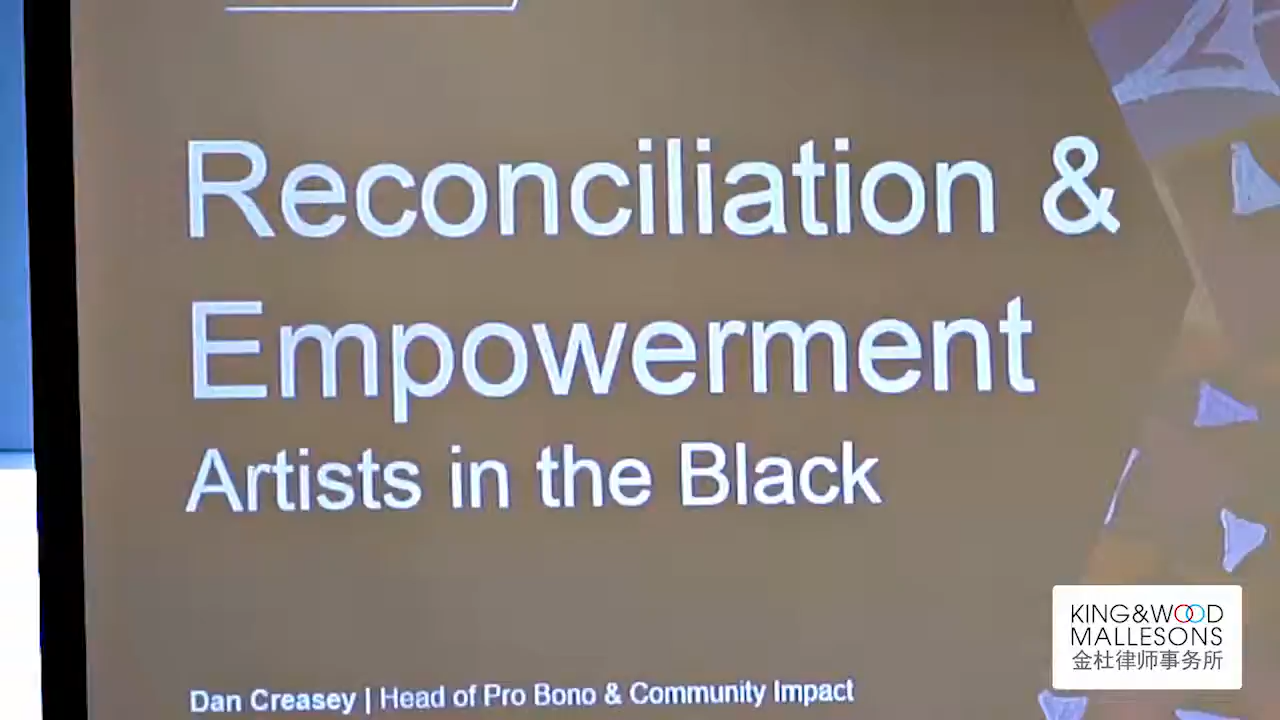 Reconciliation &
Empowerment
Artists in the Black
Dan Creasey | Head of Pro Bono & Community Impact
KING&WOOD
MALLESONS
金杜律师事务所